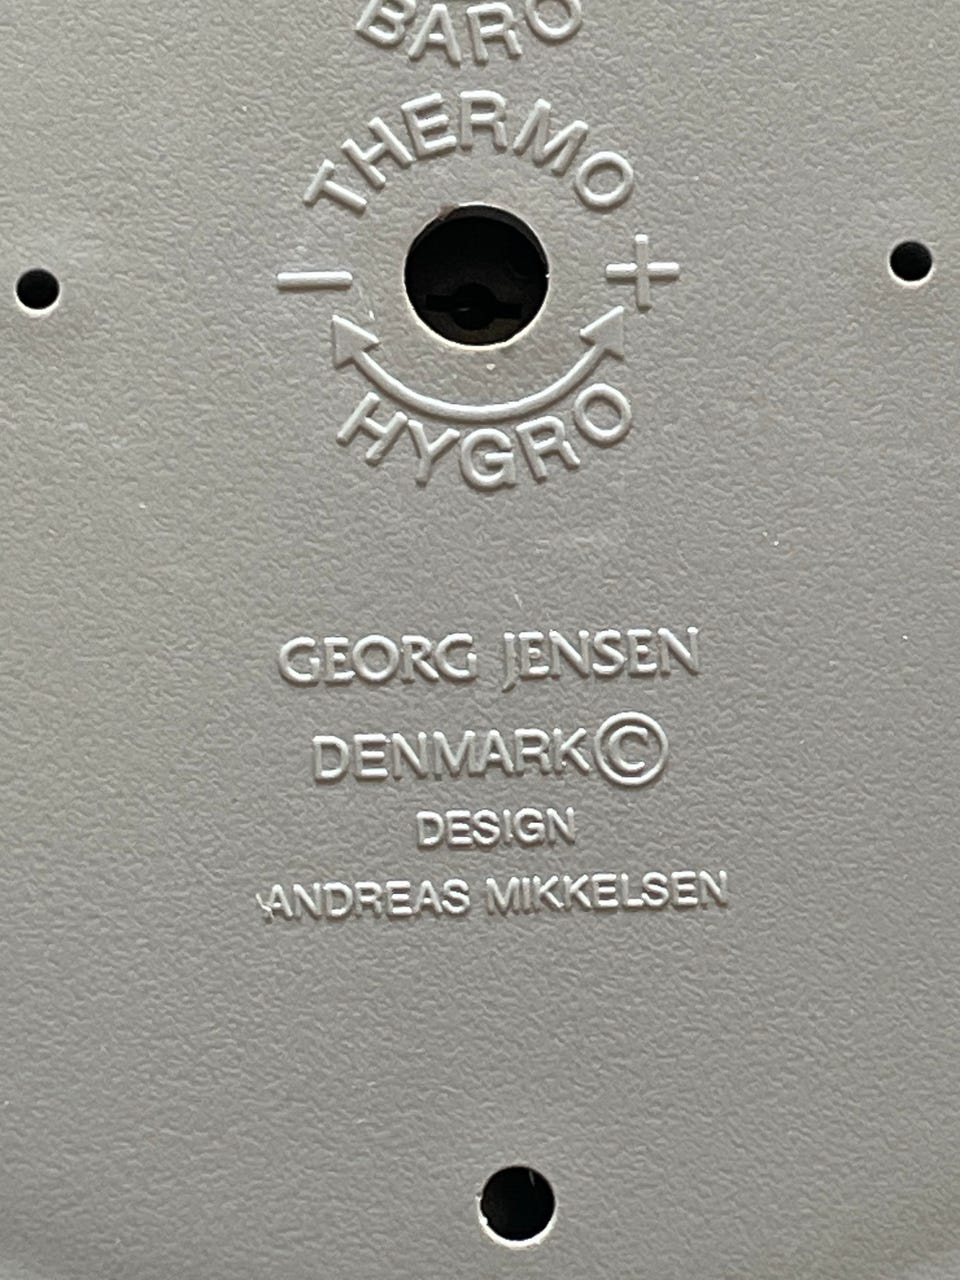 BARO
THERMO
− +
HYGRO
GEORG JENSEN
DENMARK©
DESIGN
ANDREAS MIKKELSEN